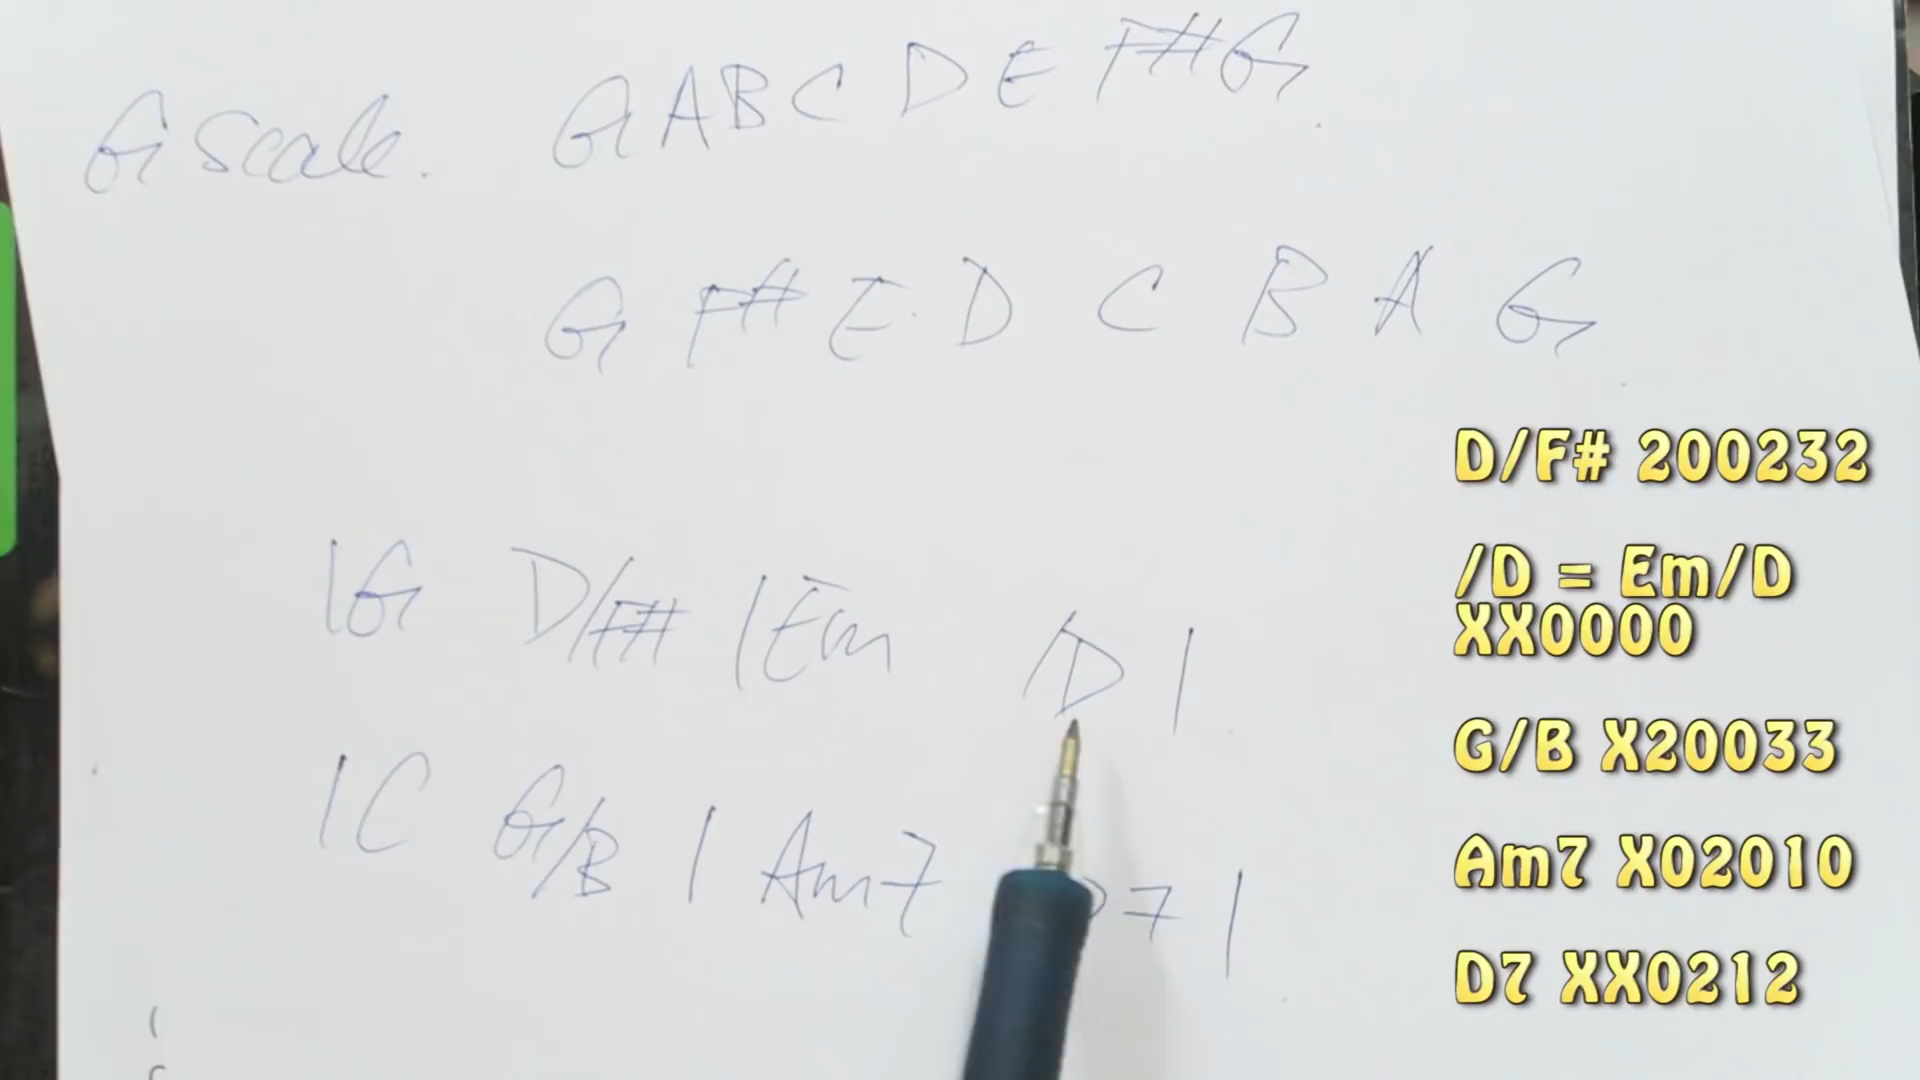 G scale. G A B C D E F# G.
G F# E. D C B A G
| G D/F# | Em /D |
| C G/B | Am7 D7 |
D/F# 200232
/D = Em/D
XX0000
G/B X20033
Am7 X02010
D7 XX0212